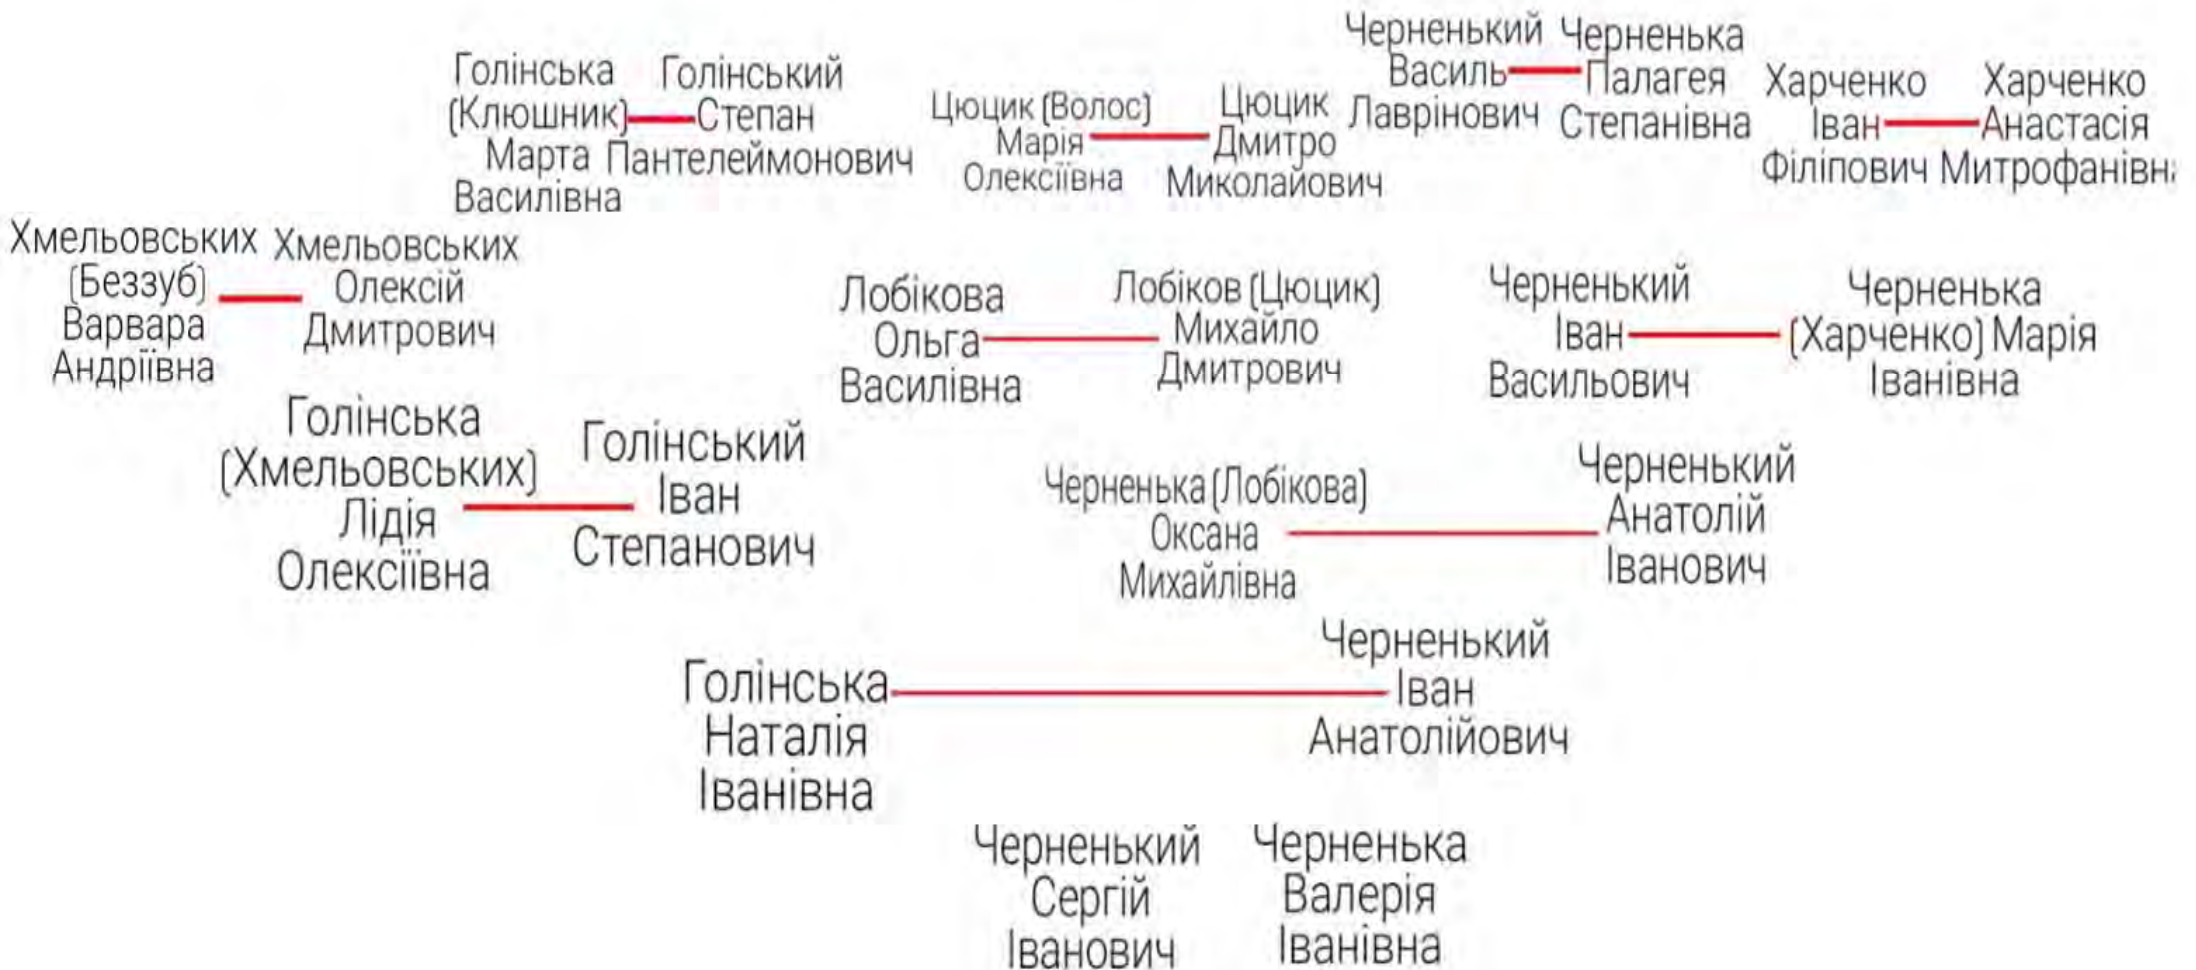 Голінська
(Клюшник)
Марта
Василівна
Голінський
Степан
Пантелеймонович
Цюцик (Волос)
Марія
Олексіївна
Цюцик
Дмитро
Миколайович
Черненький
Василь
Лаврінович
Черненька
Палагея
Степанівна
Харченко
Іван
Філіпович
Харченко
Анастасія
Митрофанівна
Хмельовських
(Беззуб)
Варвара
Андріївна
Хмельовських
Олексій
Дмитрович
Лобікова
Ольга
Василівна
Лобіков (Цюцик)
Михайло
Дмитрович
Черненький
Іван
Васильович
Черненька
(Харченко) Марія
Іванівна
Голінська
(Хмельовських)
Лідія
Олексіївна
Голінський
Іван
Степанович
Черненька (Лобікова)
Оксана
Михайлівна
Черненький
Анатолій
Іванович
Голінська
Наталія
Іванівна
Черненький
Іван
Анатолійович
Черненький
Сергій
Іванович
Черненька
Валерія
Іванівна